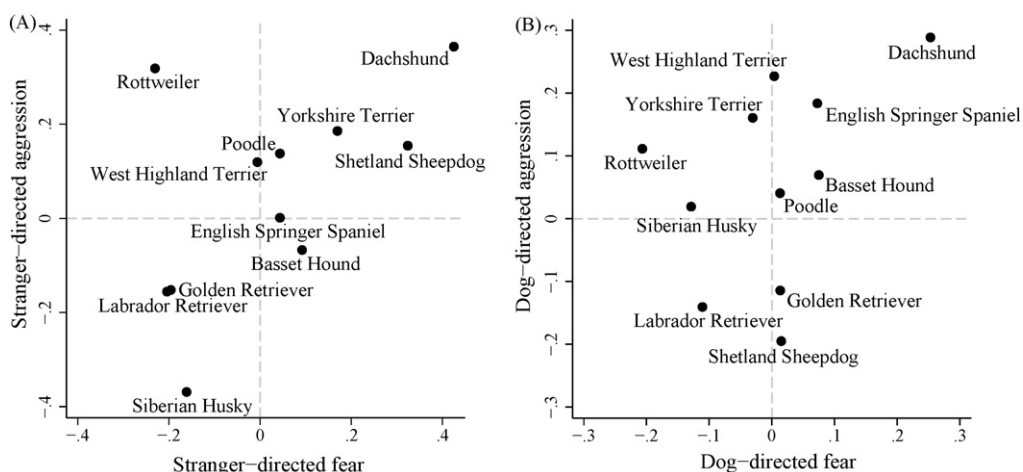 (A)
Stranger−directed aggression
.4
.2
0
−.2
−.4
Dachshund
Rottweiler
Yorkshire Terrier
Poodle
Shetland Sheepdog
West Highland Terrier
English Springer Spaniel
Basset Hound
Golden Retriever
Labrador Retriever
Siberian Husky
−.4
−.2
0
.2
.4
Stranger−directed fear
(B)
Dog−directed aggression
.3
.2
.1
0
−.1
−.2
−.3
West Highland Terrier
Dachshund
Yorkshire Terrier
English Springer Spaniel
Rottweiler
Basset Hound
Poodle
Siberian Husky
Golden Retriever
Labrador Retriever
Shetland Sheepdog
−.3
−.2
−.1
0
.1
.2
.3
Dog−directed fear